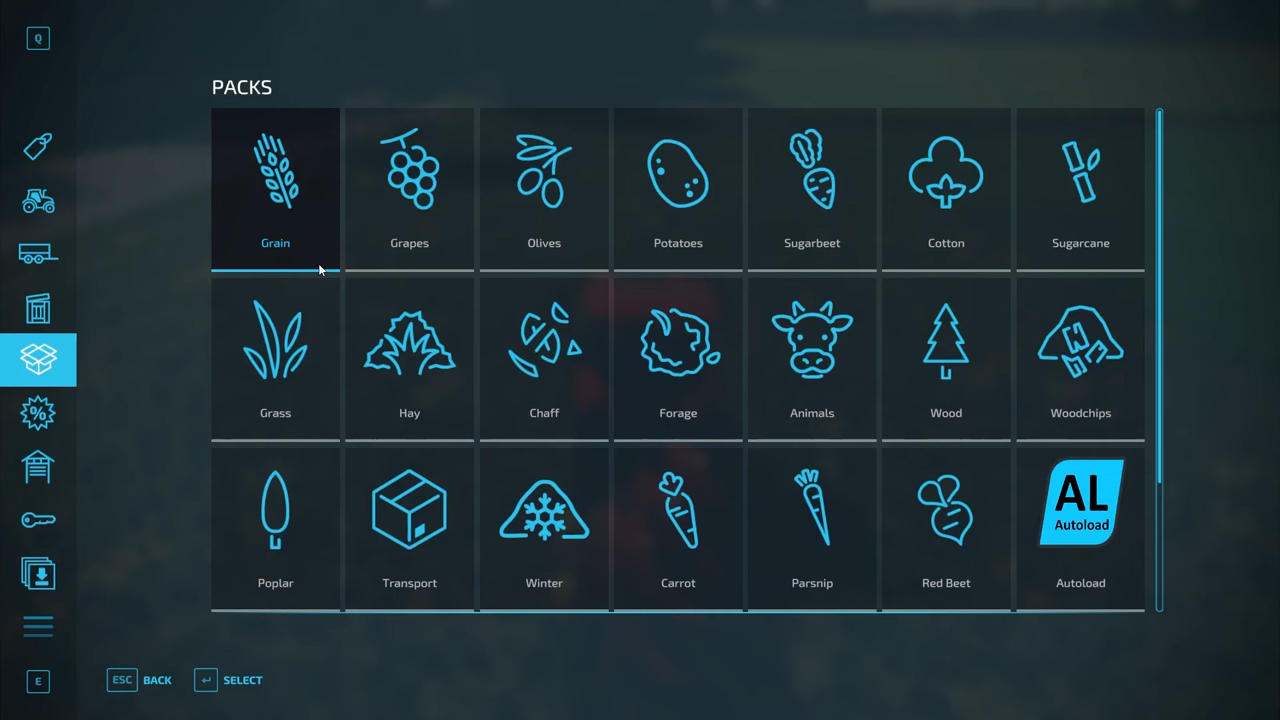 Q
PACKS
Grain
Grapes
Olives
Potatoes
Sugarbeet
Cotton
Sugarcane
Grass
Hay
Chaff
Forage
Animals
Wood
Woodchips
Poplar
Transport
Winter
Carrot
Parsnip
Red Beet
AL
Autoload
Autoload
%
E
ESC BACK
SELECT